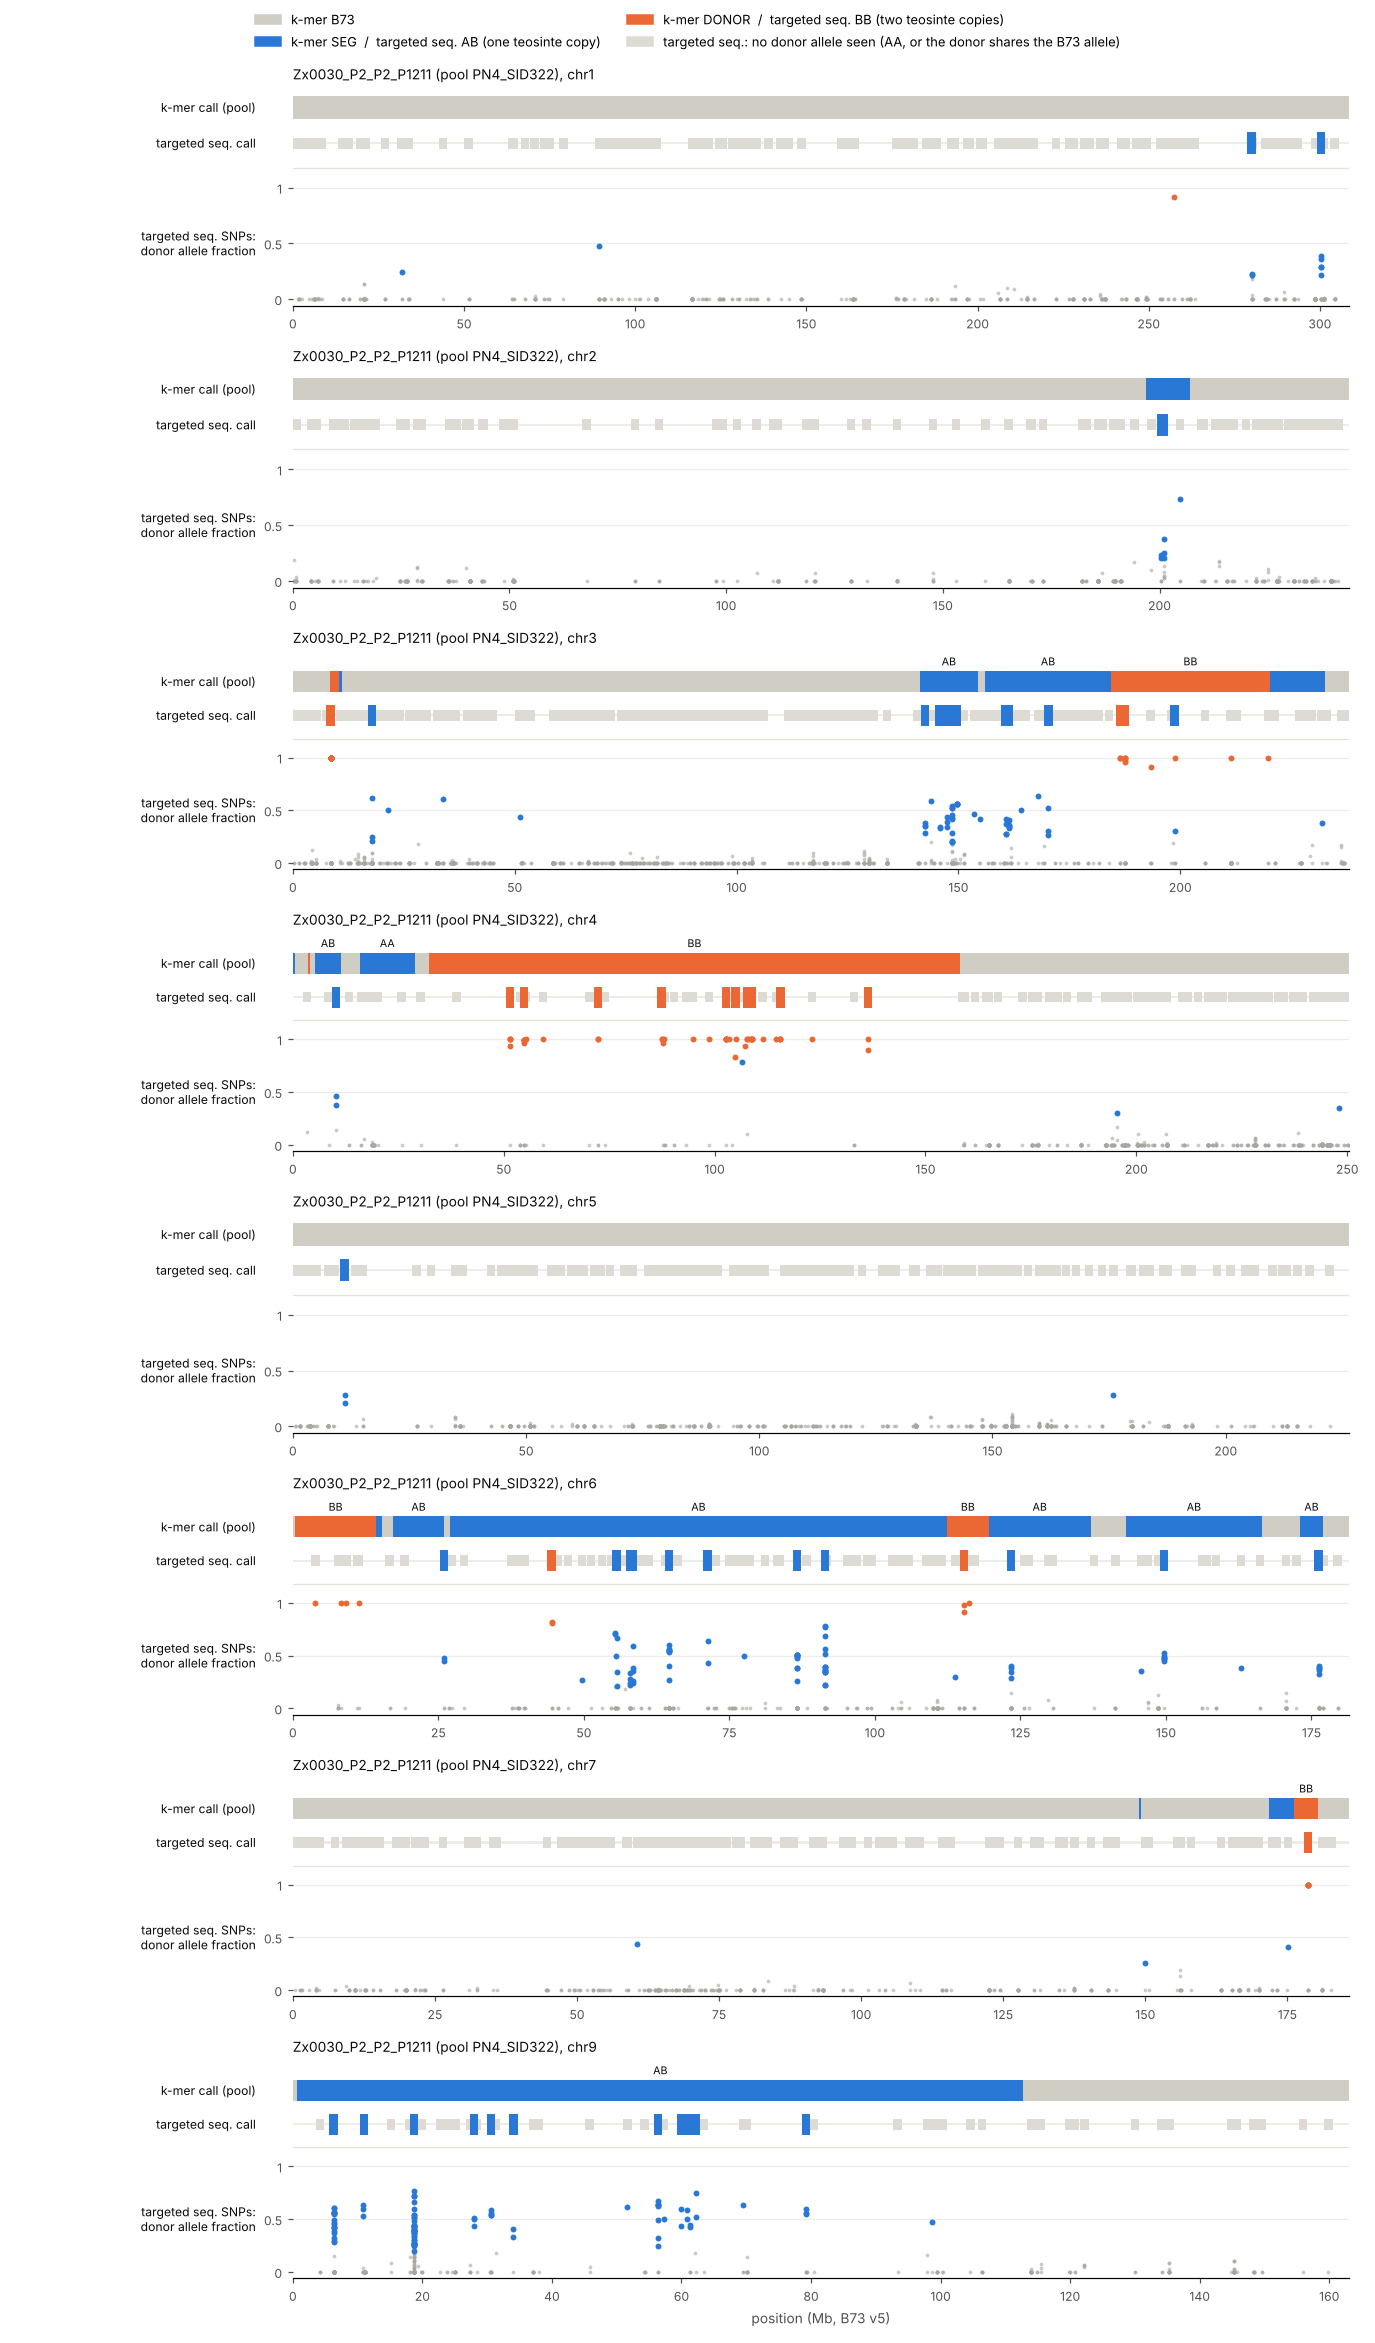 k-mer B73
k-mer DONOR / targeted seq. BB (two teosinte copies)
k-mer SEG / targeted seq. AB (one teosinte copy)
targeted seq.: no donor allele seen (AA, or the donor shares the B73 allele)
Zx0030_P2_P2_P1211 (pool PN4_SID322), chr1
k-mer call (pool)
targeted seq. call
1
targeted seq. SNPs:
donor allele fraction
0.5
0
0 50 100 150 200 250 300
Zx0030_P2_P2_P1211 (pool PN4_SID322), chr2
k-mer call (pool)
targeted seq. call
1
targeted seq. SNPs:
donor allele fraction
0.5
0
0 50 100 150 200
Zx0030_P2_P2_P1211 (pool PN4_SID322), chr3
AB AB BB
k-mer call (pool)
targeted seq. call
1
targeted seq. SNPs:
donor allele fraction
0.5
0
0 50 100 150 200
Zx0030_P2_P2_P1211 (pool PN4_SID322), chr4
AB AA BB
k-mer call (pool)
targeted seq. call
1
targeted seq. SNPs:
donor allele fraction
0.5
0
0 50 100 150 200 250
Zx0030_P2_P2_P1211 (pool PN4_SID322), chr5
k-mer call (pool)
targeted seq. call
1
targeted seq. SNPs:
donor allele fraction
0.5
0
0 50 100 150 200
Zx0030_P2_P2_P1211 (pool PN4_SID322), chr6
BB AB AB BB AB AB AB
k-mer call (pool)
targeted seq. call
1
targeted seq. SNPs:
donor allele fraction
0.5
0
0 25 50 75 100 125 150 175
Zx0030_P2_P2_P1211 (pool PN4_SID322), chr7
BB
k-mer call (pool)
targeted seq. call
1
targeted seq. SNPs:
donor allele fraction
0.5
0
0 25 50 75 100 125 150 175
Zx0030_P2_P2_P1211 (pool PN4_SID322), chr9
AB
k-mer call (pool)
targeted seq. call
1
targeted seq. SNPs:
donor allele fraction
0.5
0
0 20 40 60 80 100 120 140 160
position (Mb, B73 v5)